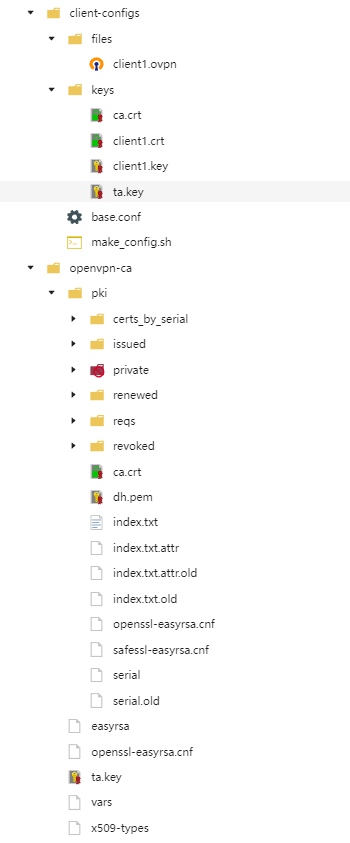 client-configs
files
client1.ovpn
keys
ca.crt
client1.crt
client1.key
ta.key
base.conf
make_config.sh
openvpn-ca
pki
certs_by_serial
issued
private
renewed
reqs
revoked
ca.crt
dh.pem
index.txt
index.txt.attr
index.txt.attr.old
index.txt.old
openssl-easyrsa.cnf
safessl-easyrsa.cnf
serial
serial.old
easyrsa
openssl-easyrsa.cnf
ta.key
vars
x509-types